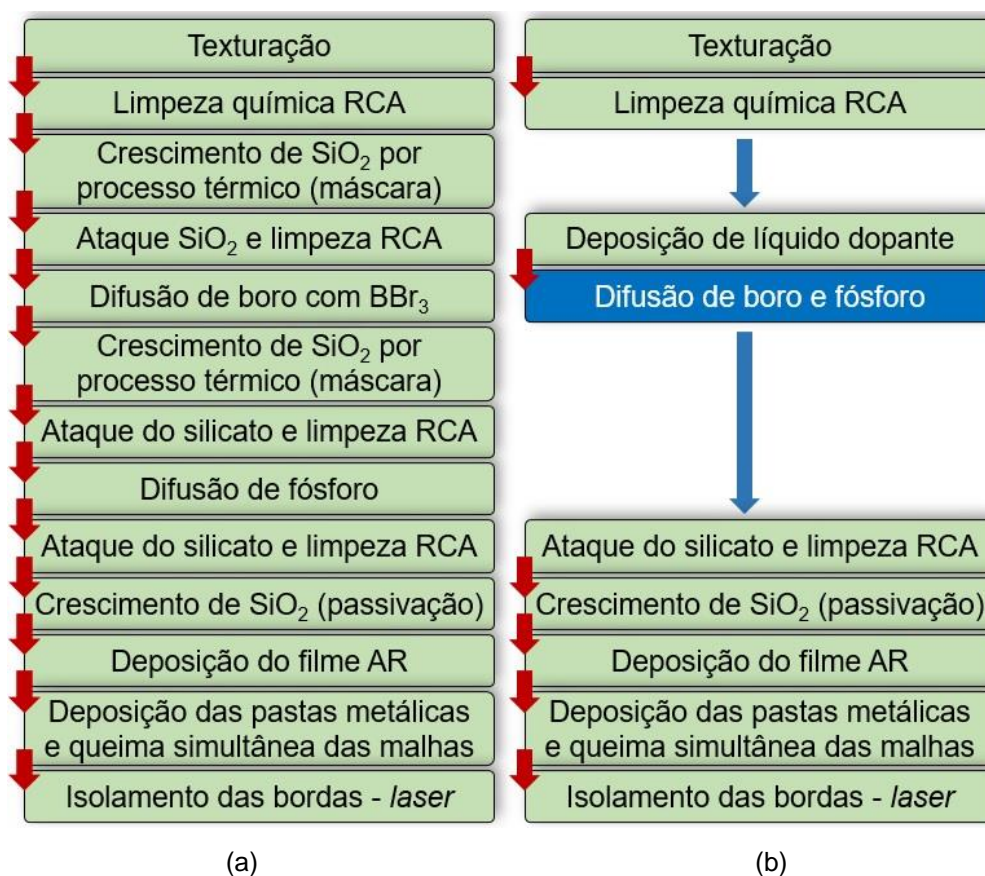 Texturação
Limpeza química RCA
Crescimento de SiO₂ por
processo térmico (máscara)
Ataque SiO₂ e limpeza RCA
Difusão de boro com BBr₃
Crescimento de SiO₂ por
processo térmico (máscara)
Ataque do silicato e limpeza RCA
Difusão de fósforo
Ataque do silicato e limpeza RCA
Crescimento de SiO₂ (passivação)
Deposição do filme AR
Deposição das pastas metálicas
e queima simultânea das malhas
Isolamento das bordas - laser
(a)
Texturação
Limpeza química RCA
Deposição de líquido dopante
Difusão de boro e fósforo
Ataque do silicato e limpeza RCA
Crescimento de SiO₂ (passivação)
Deposição do filme AR
Deposição das pastas metálicas
e queima simultânea das malhas
Isolamento das bordas - laser
(b)